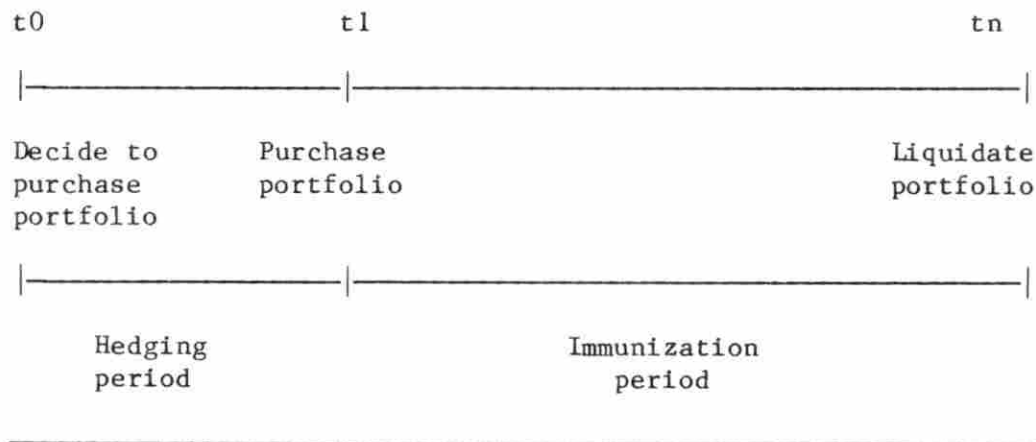 t0 t1 tn
Decide to Purchase Liquidate
purchase portfolio portfolio
portfolio
Hedging Immunization
period period